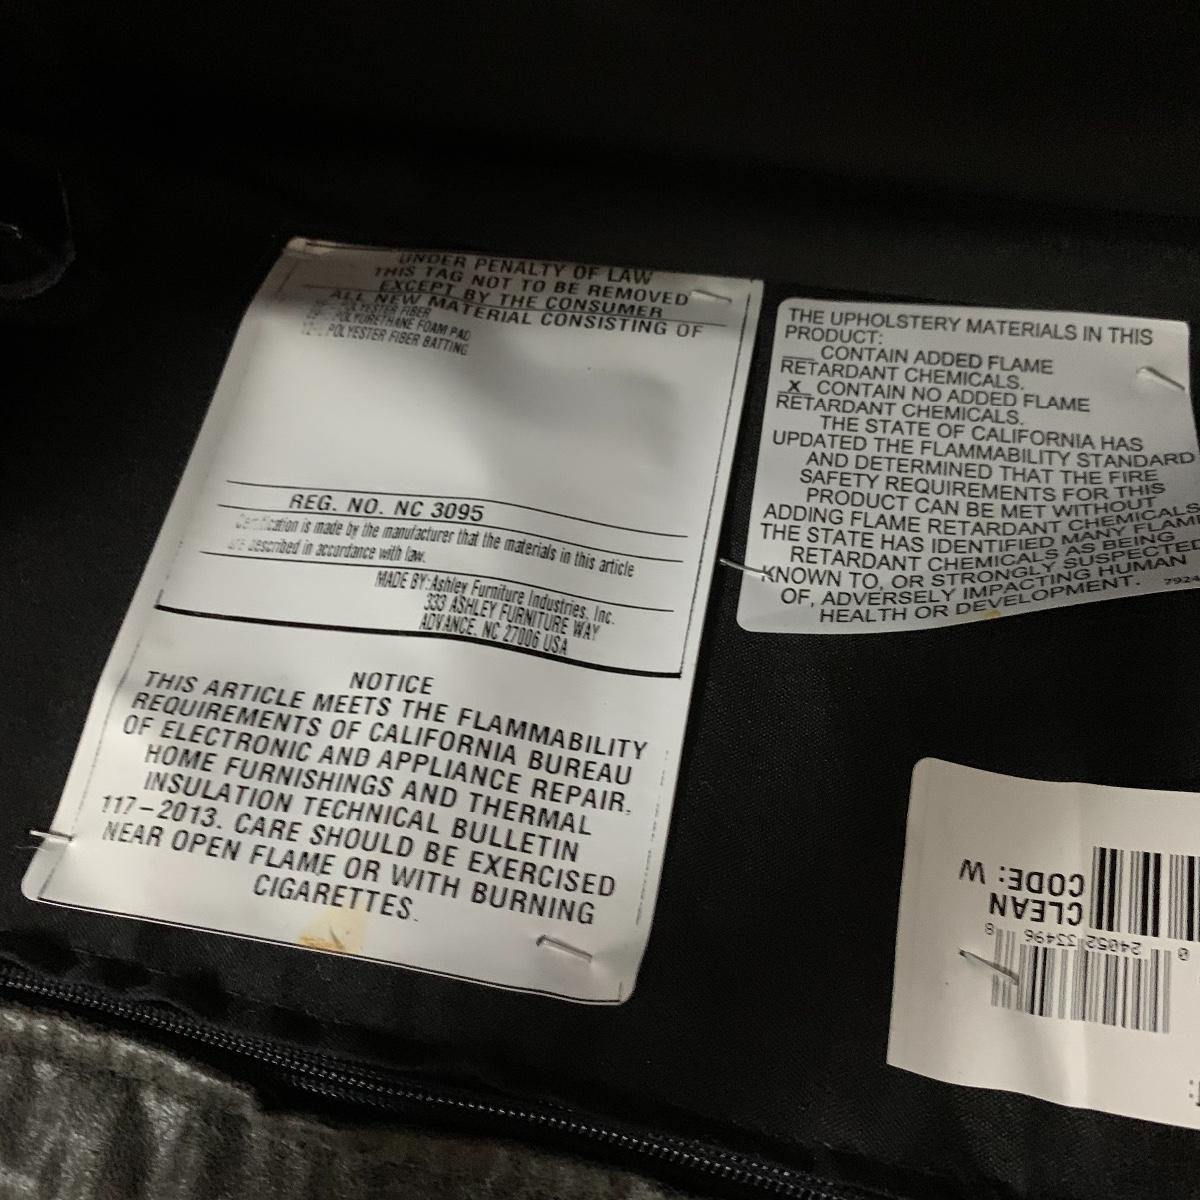 UNDER PENALTY OF LAW
THIS TAG NOT TO BE REMOVED
EXCEPT BY THE CONSUMER
ALL NEW MATERIAL CONSISTING OF
POLYESTER FIBER
POLYURETHANE FOAM PAD
POLYESTER FIBER BATTING
REG. NO. NC 3095
Certification is made by the manufacturer that the materials in this article
are described in accordance with law.
MADE BY:Ashley Furniture Industries, Inc.
333 ASHLEY FURNITURE WAY
ADVANCE, NC 27006 USA
NOTICE
THIS ARTICLE MEETS THE FLAMMABILITY
REQUIREMENTS OF CALIFORNIA BUREAU
OF ELECTRONIC AND APPLIANCE REPAIR.
HOME FURNISHINGS AND THERMAL
INSULATION TECHNICAL BULLETIN
117-2013. CARE SHOULD BE EXERCISED
NEAR OPEN FLAME OR WITH BURNING
CIGARETTES.
THE UPHOLSTERY MATERIALS IN THIS
PRODUCT:
___ CONTAIN ADDED FLAME
RETARDANT CHEMICALS.
X CONTAIN NO ADDED FLAME
RETARDANT CHEMICALS.
THE STATE OF CALIFORNIA HAS
UPDATED THE FLAMMABILITY STANDARD
AND DETERMINED THAT THE FIRE
SAFETY REQUIREMENTS FOR THIS
PRODUCT CAN BE MET WITHOUT
ADDING FLAME RETARDANT CHEMICALS.
THE STATE HAS IDENTIFIED MANY FLAME
RETARDANT CHEMICALS AS BEING
KNOWN TO, OR STRONGLY SUSPECTED
OF, ADVERSELY IMPACTING HUMAN
HEALTH OR DEVELOPMENT. 7924
CLEAN
CODE: W
0 24052 33496 8